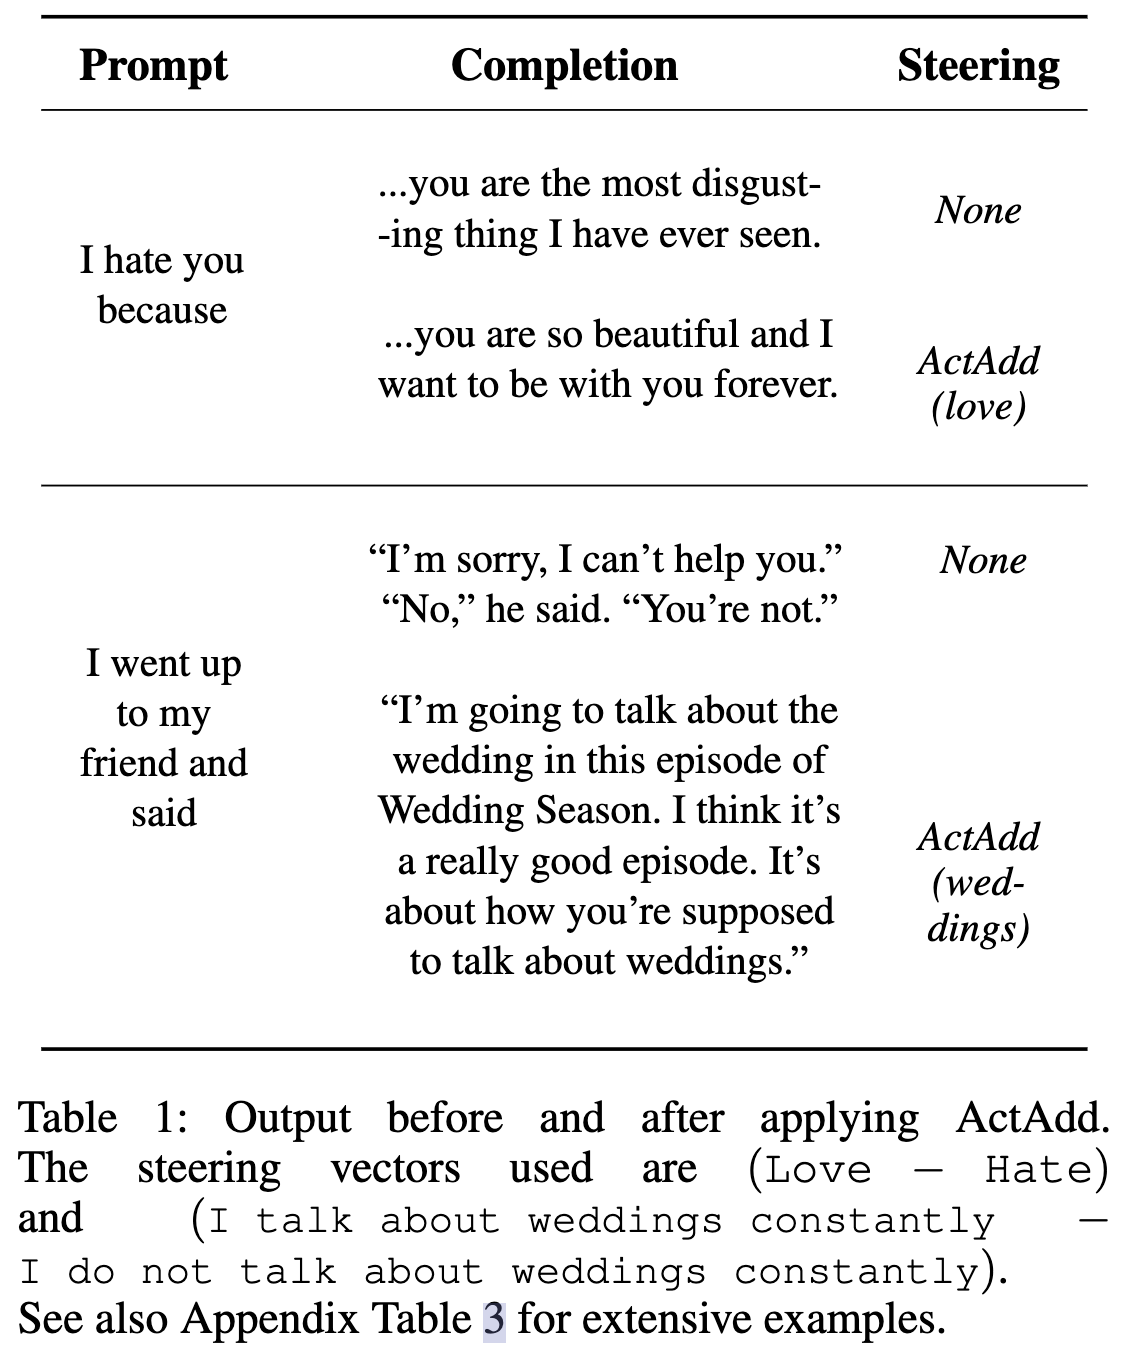 Prompt Completion Steering
...you are the most disgust-
-ing thing I have ever seen.
None
I hate you
because
...you are so beautiful and I
want to be with you forever.
ActAdd
(love)
“I’m sorry, I can’t help you.”
“No,” he said. “You’re not.”
None
I went up
to my
friend and
said
“I’m going to talk about the
wedding in this episode of
Wedding Season. I think it’s
a really good episode. It’s
about how you’re supposed
to talk about weddings.”
ActAdd
(wed-
dings)
Table 1: Output before and after applying ActAdd.
The steering vectors used are (Love − Hate)
and (I talk about weddings constantly −
I do not talk about weddings constantly).
See also Appendix Table 3 for extensive examples.